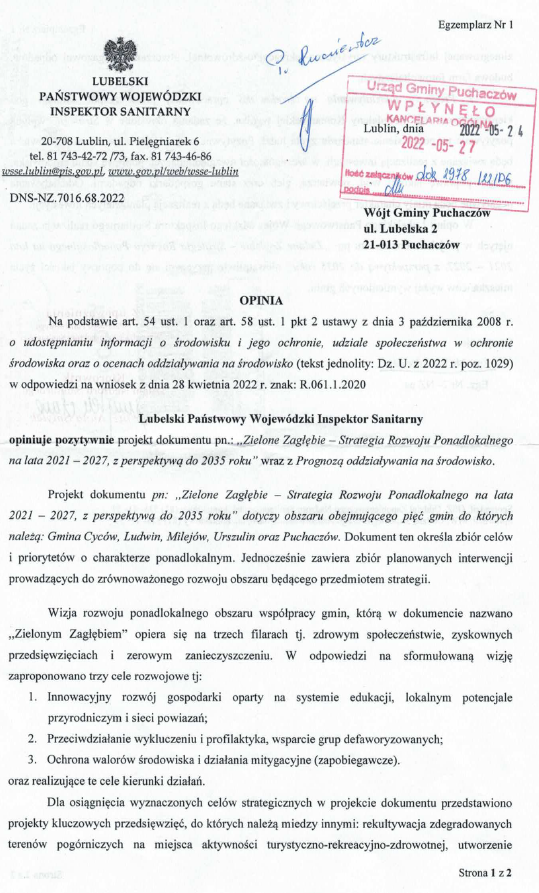 Egzemplarz Nr 1
P. Kuniewicz
LUBELSKI
PAŃSTWOWY WOJEWÓDZKI
INSPEKTOR SANITARNY
20-708 Lublin, ul. Pielęgniarek 6
tel. 81 743-42-72 /73, fax. 81 743-46-86
wsse.lublin@pis.gov.pl, www.gov.pl/web/wsse-lublin
DNS-NZ.7016.68.2022
Urząd Gminy Puchaczów
WPŁYNĘŁO
KANCELARIA OGÓLNA
Lublin, dnia 2022 -05- 2 4
2022 -05- 27
Ilość załączników dok 2978 /22/DG
podpis
Wójt Gminy Puchaczów
ul. Lubelska 2
21-013 Puchaczów
OPINIA
Na podstawie art. 54 ust. 1 oraz art. 58 ust. 1 pkt 2 ustawy z dnia 3 października 2008 r.
o udostępnianiu informacji o środowisku i jego ochronie, udziale społeczeństwa w ochronie
środowiska oraz o ocenach oddziaływania na środowisko (tekst jednolity: Dz. U. z 2022 r. poz. 1029)
w odpowiedzi na wniosek z dnia 28 kwietnia 2022 r. znak: R.061.1.2020
Lubelski Państwowy Wojewódzki Inspektor Sanitarny
opiniuje pozytywnie projekt dokumentu pn.: „Zielone Zagłębie – Strategia Rozwoju Ponadlokalnego
na lata 2021 – 2027, z perspektywą do 2035 roku" wraz z Prognozą oddziaływania na środowisko.
Projekt dokumentu pn: „Zielone Zagłębie – Strategia Rozwoju Ponadlokalnego na lata
2021 – 2027, z perspektywą do 2035 roku" dotyczy obszaru obejmującego pięć gmin do których
należą: Gmina Cyców, Ludwin, Milejów, Urszulin oraz Puchaczów. Dokument ten określa zbiór celów
i priorytetów o charakterze ponadlokalnym. Jednocześnie zawiera zbiór planowanych interwencji
prowadzących do zrównoważonego rozwoju obszaru będącego przedmiotem strategii.
Wizja rozwoju ponadlokalnego obszaru współpracy gmin, którą w dokumencie nazwano
„Zielonym Zagłębiem" opiera się na trzech filarach tj. zdrowym społeczeństwie, zyskownych
przedsięwzięciach i zerowym zanieczyszczeniu. W odpowiedzi na sformułowaną wizję
zaproponowano trzy cele rozwojowe tj:
1. Innowacyjny rozwój gospodarki oparty na systemie edukacji, lokalnym potencjale
przyrodniczym i sieci powiazań;
2. Przeciwdziałanie wykluczeniu i profilaktyka, wsparcie grup defaworyzowanych;
3. Ochrona walorów środowiska i działania mitygacyjne (zapobiegawcze).
oraz realizujące te cele kierunki działań.
Dla osiągnięcia wyznaczonych celów strategicznych w projekcie dokumentu przedstawiono
projekty kluczowych przedsięwzięć, do których należą miedzy innymi: rekultywacja zdegradowanych
terenów pogórniczych na miejsca aktywności turystyczno-rekreacyjno-zdrowotnej, utworzenie
Strona 1 z 2